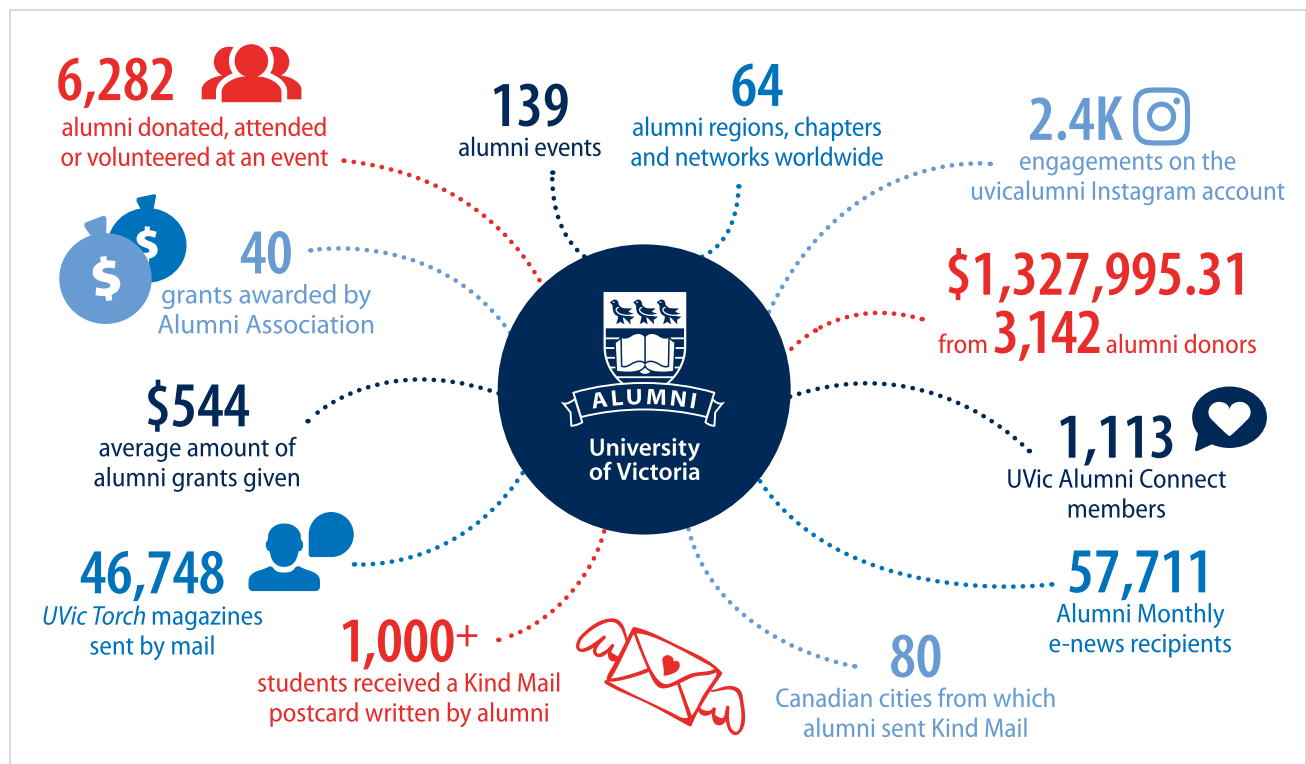 6,282
alumni donated, attended
or volunteered at an event
139
alumni events
64
alumni regions, chapters
and networks worldwide
2.4K
engagements on the
uvicalumni Instagram account
$ $
40
grants awarded by
Alumni Association
$1,327,995.31
from 3,142 alumni donors
$544
average amount of
alumni grants given
ALUMNI
University
of Victoria
1,113
UVic Alumni Connect
members
46,748
UVic Torch magazines
sent by mail
1,000+
students received a Kind Mail
postcard written by alumni
80
Canadian cities from which
alumni sent Kind Mail
57,711
Alumni Monthly
e-news recipients